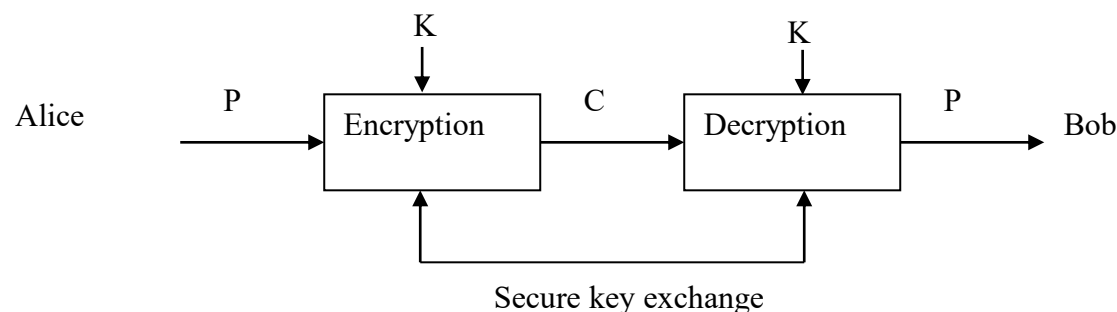 K
K
P
C
P
Alice
Encryption
Decryption
Bob
Secure key exchange